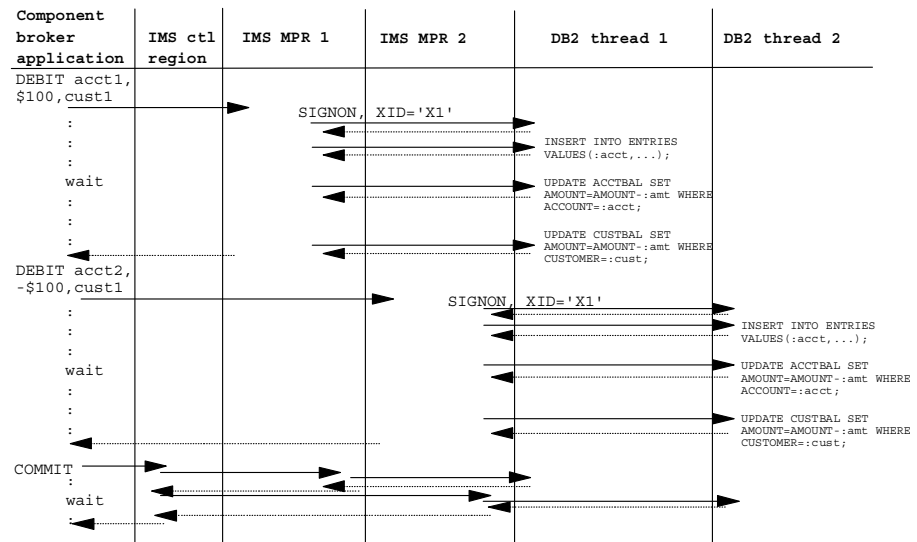 Component
broker
application
IMS ctl
region
IMS MPR 1
IMS MPR 2
DB2 thread 1
DB2 thread 2
DEBIT acct1,
$100,cust1
SIGNON, XID='X1'
:
:
:
INSERT INTO ENTRIES
VALUES(:acct,...);
wait
UPDATE ACCTBAL SET
AMOUNT=AMOUNT-:amt WHERE
ACCOUNT=:acct;
:
:
:
UPDATE CUSTBAL SET
AMOUNT=AMOUNT-:amt WHERE
CUSTOMER=:cust;
DEBIT acct2,
-$100,cust1
SIGNON, XID='X1'
:
:
:
INSERT INTO ENTRIES
VALUES(:acct,...);
wait
UPDATE ACCTBAL SET
AMOUNT=AMOUNT-:amt WHERE
ACCOUNT=:acct;
:
:
:
UPDATE CUSTBAL SET
AMOUNT=AMOUNT-:amt WHERE
CUSTOMER=:cust;
COMMIT
:
wait
: